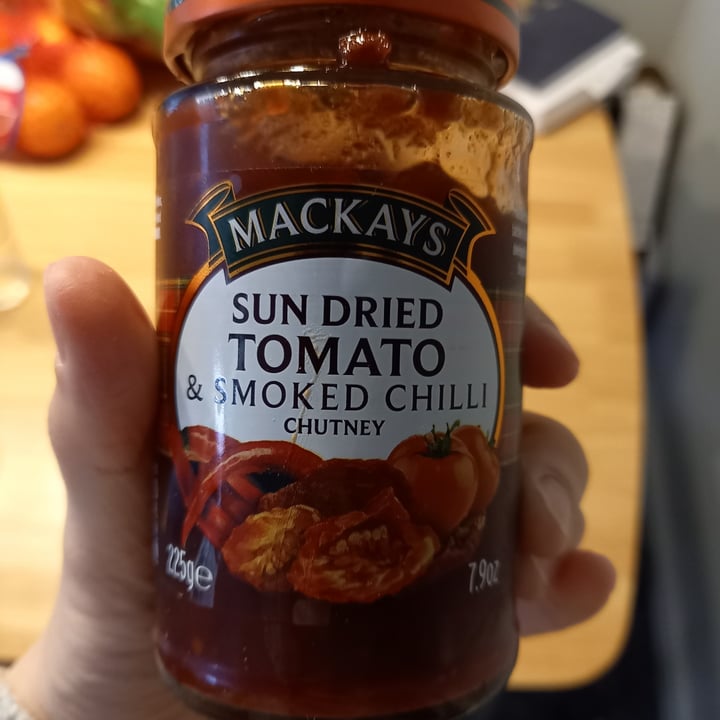 MACKAYS
SUN DRIED
TOMATO
& SMOKED CHILLI
CHUTNEY
225g℮
7.9oz